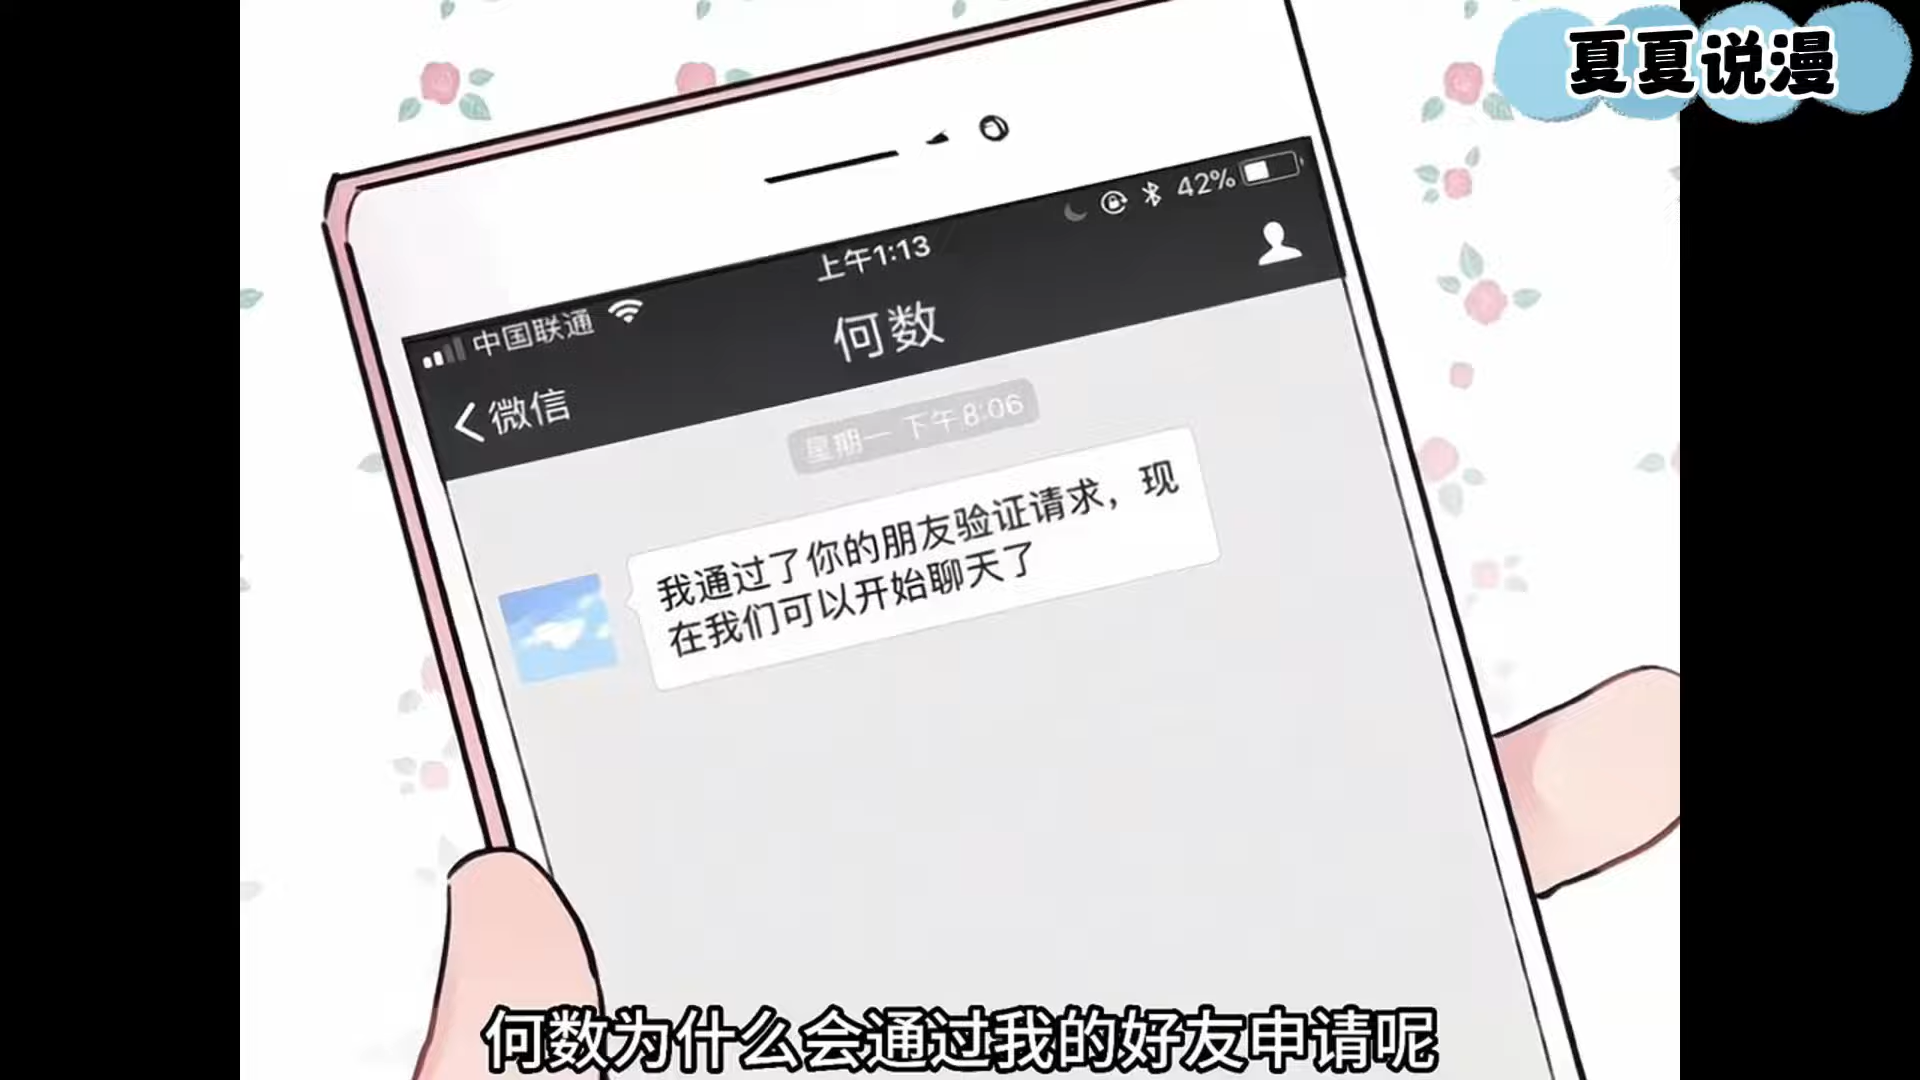 夏夏说漫
42%
上午1:13
中国联通
何数
微信
星期一 下午8:06
我通过了你的朋友验证请求，现
在我们可以开始聊天了
何数为什么会通过我的好友申请呢